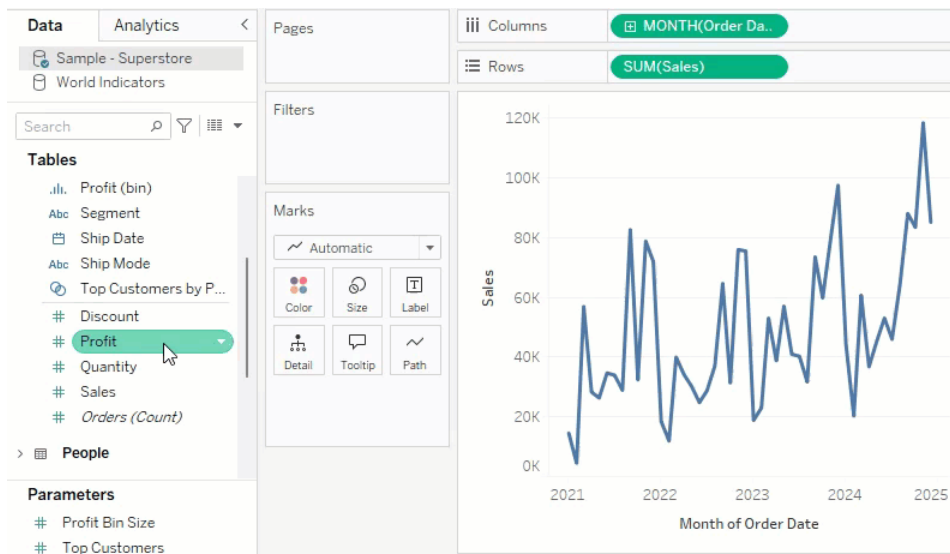 Data
Analytics
Sample - Superstore
World Indicators
Search
Tables
Profit (bin)
Abc Segment
Ship Date
Abc Ship Mode
Top Customers by P...
# Discount
# Profit
# Quantity
# Sales
# Orders (Count)
> People
Parameters
# Profit Bin Size
# Top Customers
Pages
Filters
Marks
Automatic
Color
Size
T
Label
Detail
Tooltip
Path
Columns
MONTH(Order Da..
Rows
SUM(Sales)
120K
100K
80K
60K
40K
20K
0K
Sales
2021
2022
2023
2024
2025
Month of Order Date